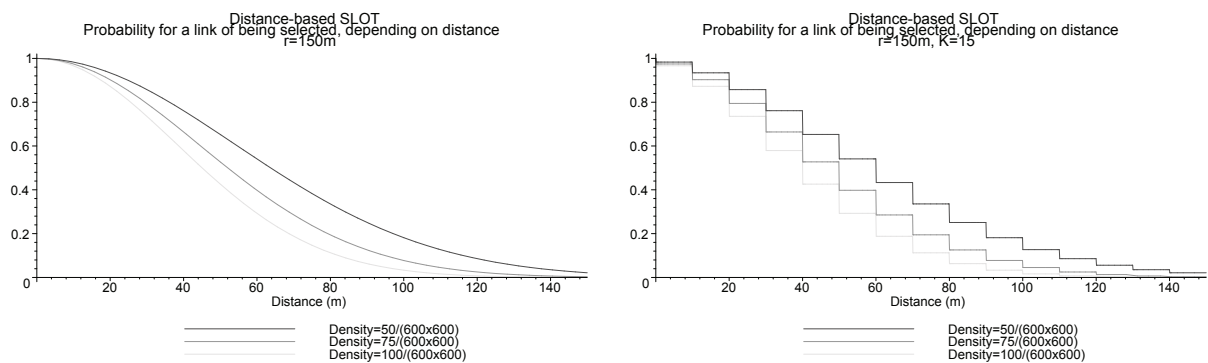 Distance-based SLOT
Probability for a link of being selected, depending on distance
r=150m
1
0.8
0.6
0.4
0.2
0
20 40 60 80 100 120 140
Distance (m)
Density=50/(600x600)
Density=75/(600x600)
Density=100/(600x600)
Distance-based SLOT
Probability for a link of being selected, depending on distance
r=150m, K=15
1
0.8
0.6
0.4
0.2
0
20 40 60 80 100 120 140
Distance (m)
Density=50/(600x600)
Density=75/(600x600)
Density=100/(600x600)